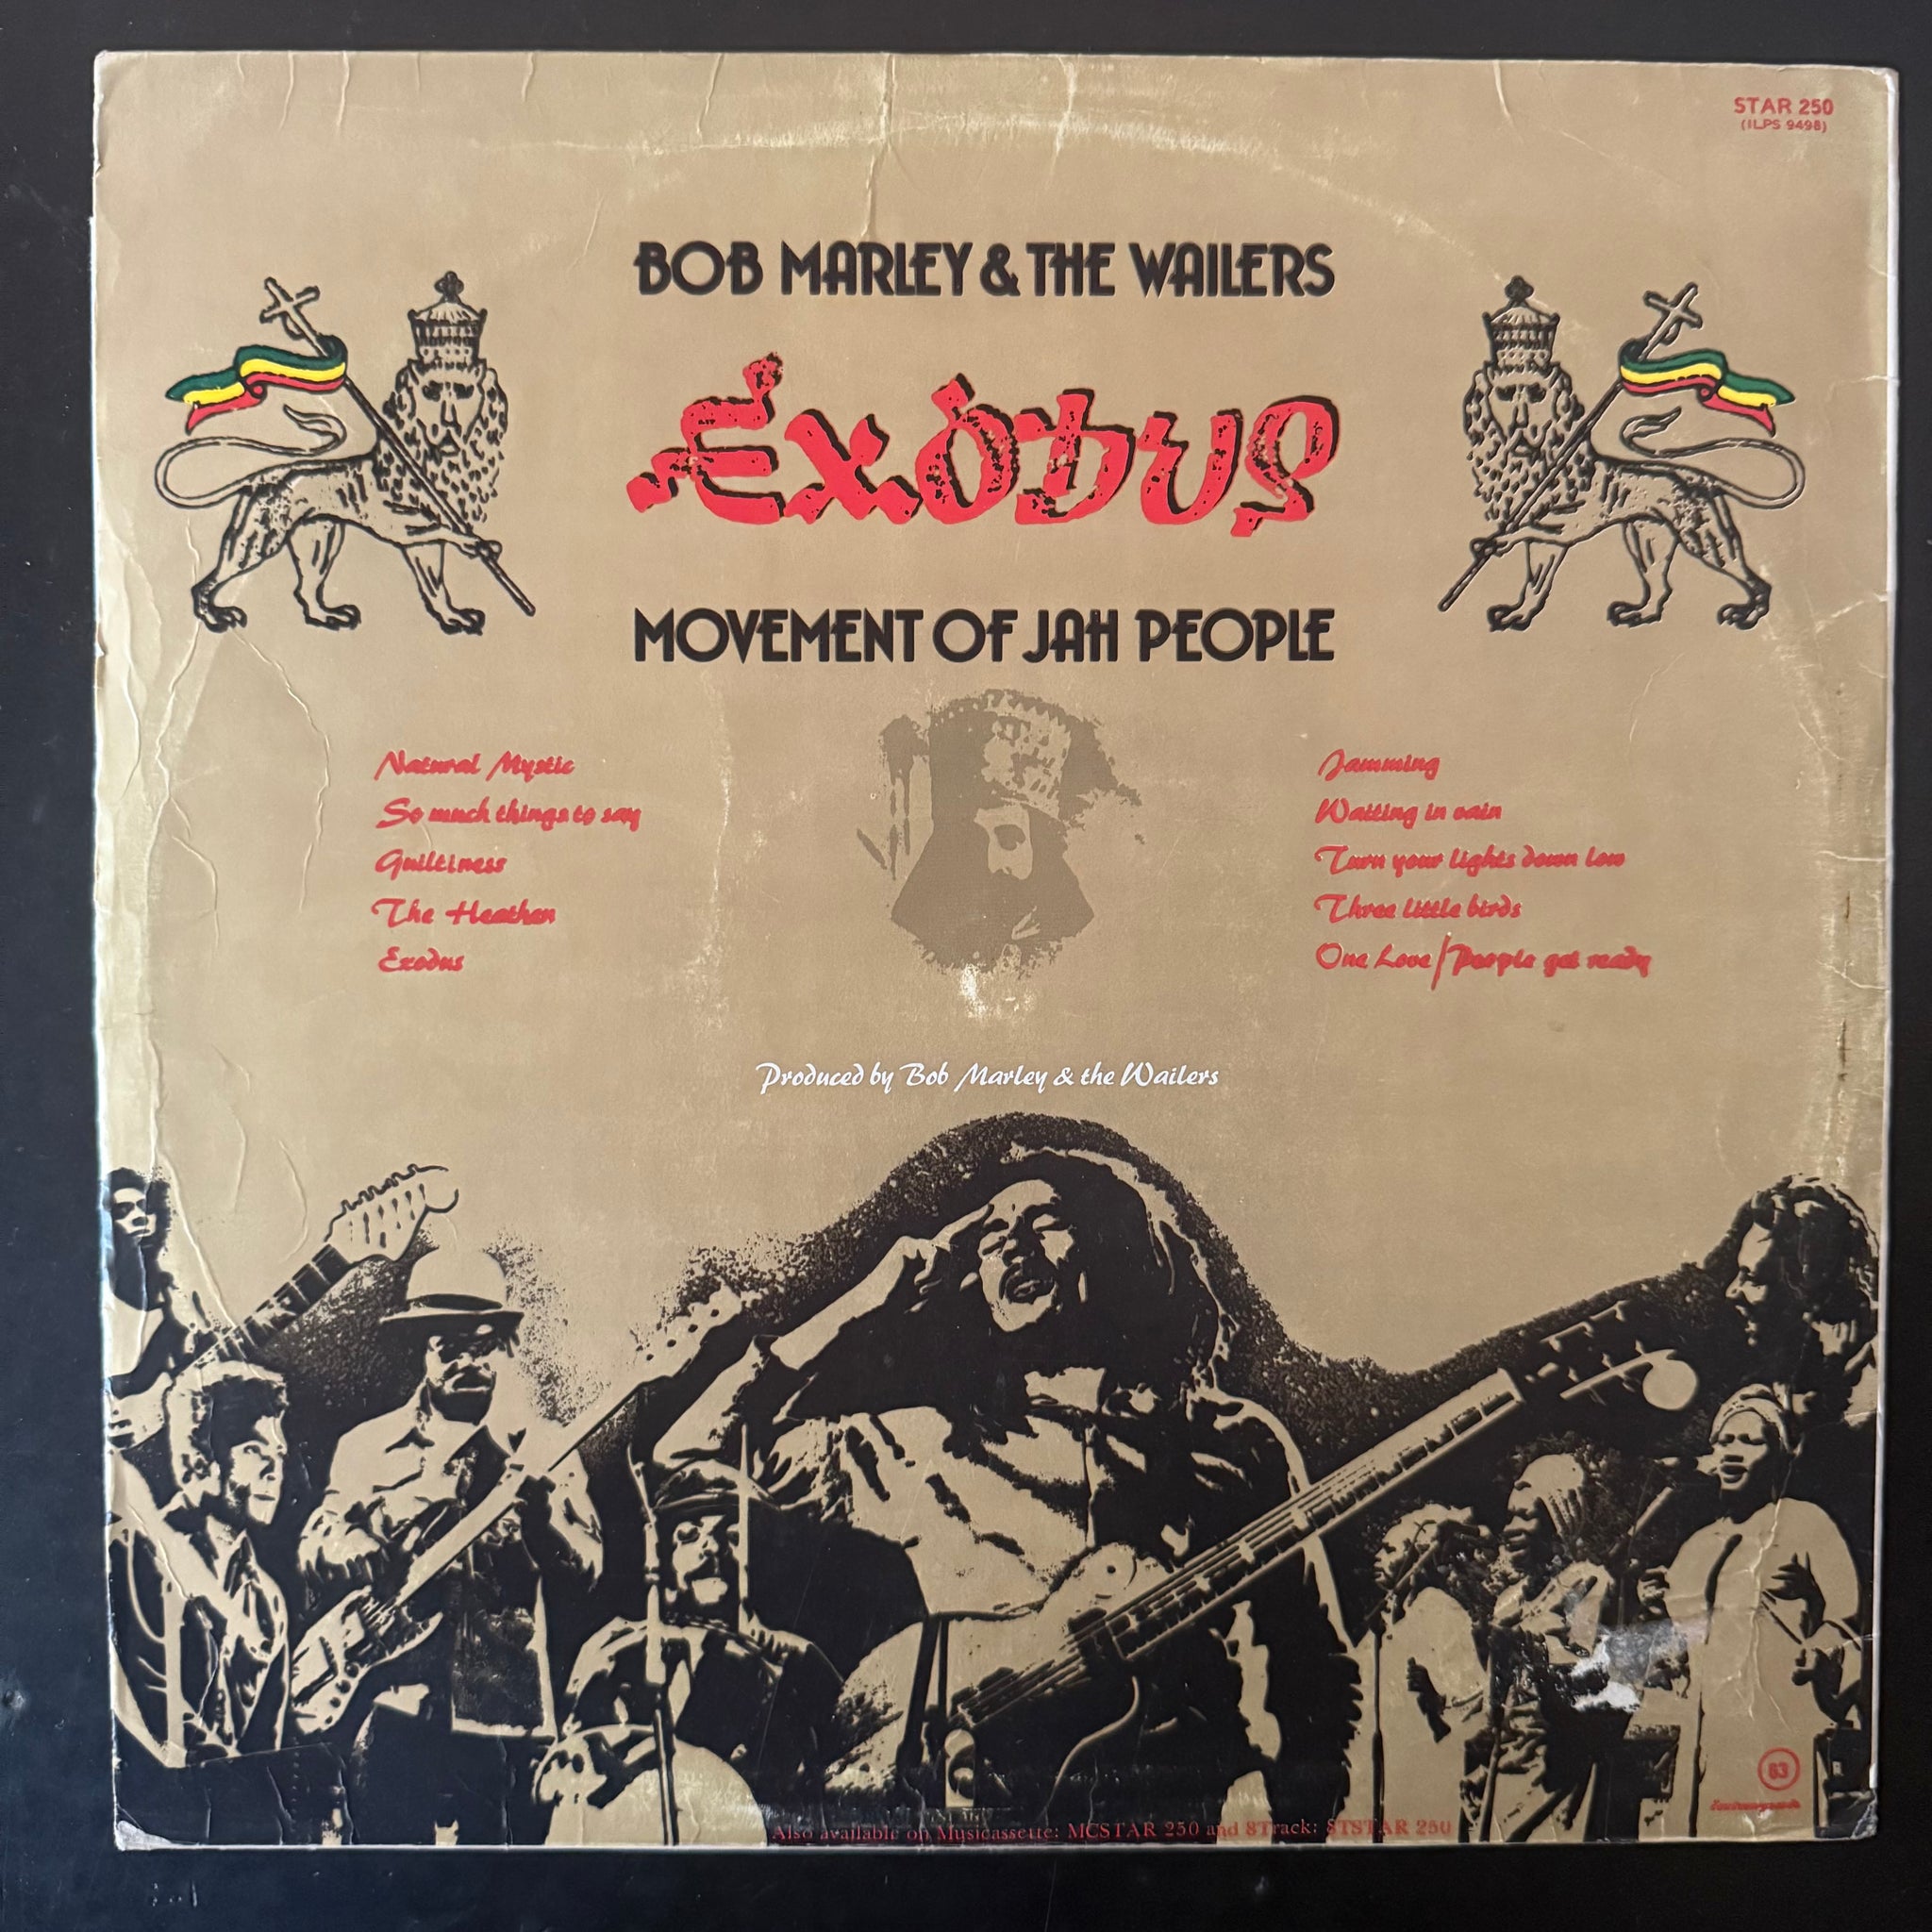 STAR 250
(ILPS 9498)
BOB MARLEY & THE WAILERS
EXODUS
MOVEMENT OF JAH PEOPLE
Natural Mystic
So much things to say
Guiltiness
The Heathen
Exodus
Jamming
Waiting in vain
Turn your lights down low
Three little birds
One Love/People get ready
Produced by Bob Marley & the Wailers
83
Also available on Musicassette: MCSTAR 250 and 8Track: 8TSTAR 250